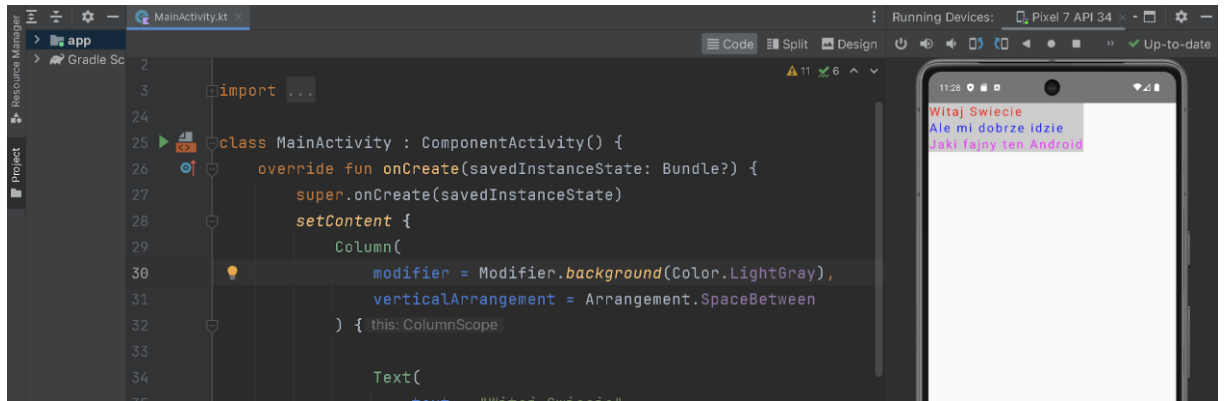 MainActivity.kt
Running Devices: Pixel 7 API 34
Resource Manager
Project
app
Gradle Sc
Code Split Design
Up-to-date
11 6
2
3 import ...
24
25 class MainActivity : ComponentActivity() {
26 override fun onCreate(savedInstanceState: Bundle?) {
27 super.onCreate(savedInstanceState)
28 setContent {
29 Column(
30 modifier = Modifier.background(Color.LightGray),
31 verticalArrangement = Arrangement.SpaceBetween
32 ) { this: ColumnScope
33
34 Text(
11:28
Witaj Swiecie
Ale mi dobrze idzie
Jaki fajny ten Android